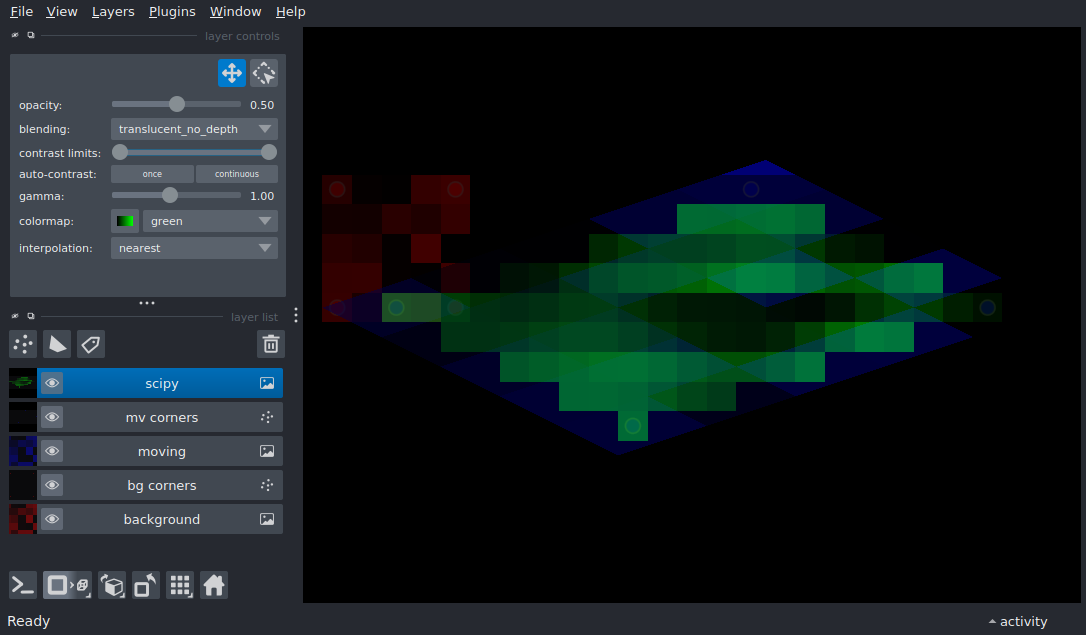 File View Layers Plugins Window Help
layer controls
opacity: 0.50
blending: translucent_no_depth
contrast limits:
auto-contrast: once continuous
gamma: 1.00
colormap: green
interpolation: nearest
layer list
scipy
mv corners
moving
bg corners
background
Ready activity